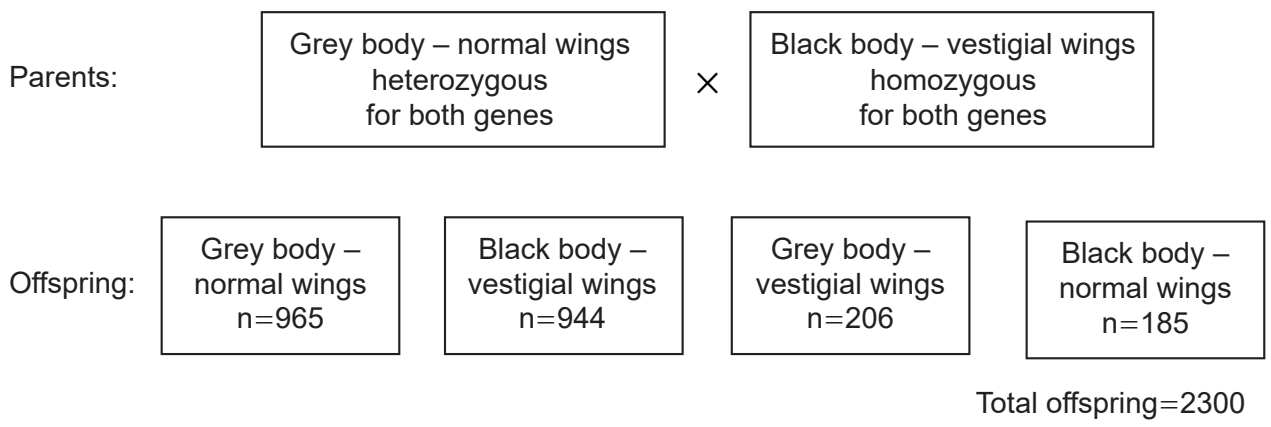 Parents:
Grey body – normal wings
heterozygous
for both genes
×
Black body – vestigial wings
homozygous
for both genes
Offspring:
Grey body –
normal wings
n=965
Black body –
vestigial wings
n=944
Grey body –
vestigial wings
n=206
Black body –
normal wings
n=185
Total offspring=2300